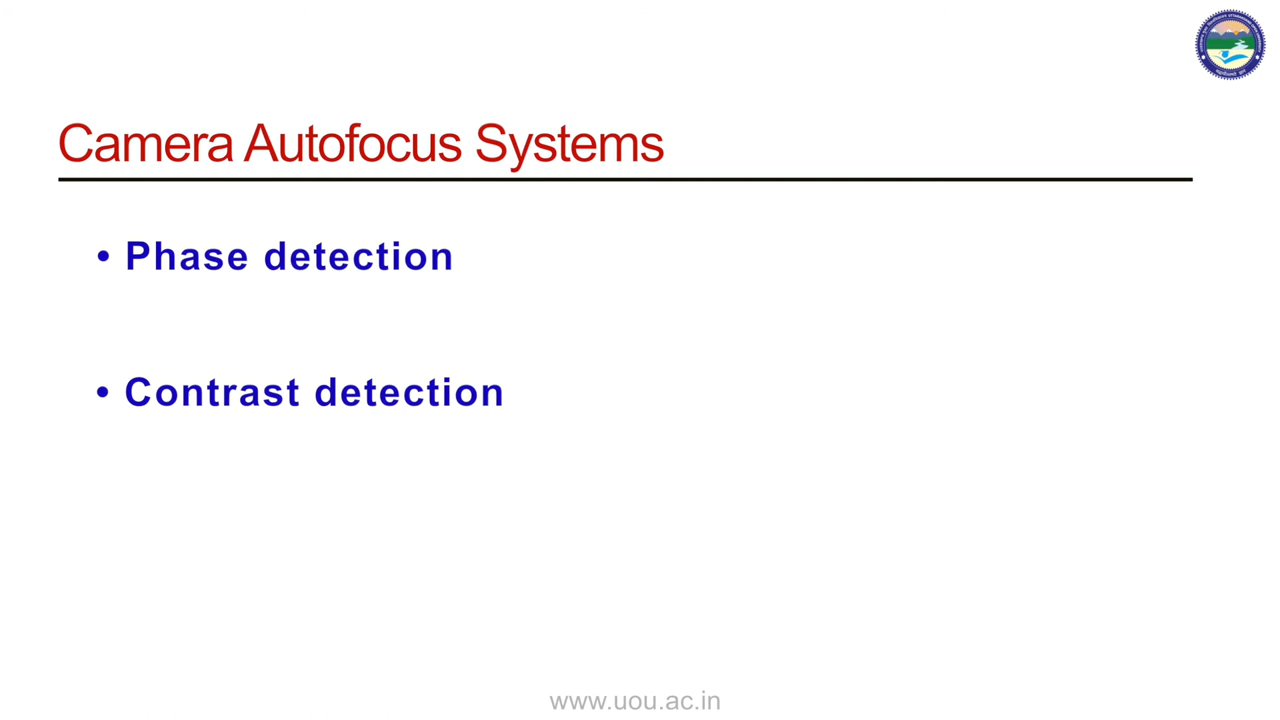 Camera Autofocus Systems
• Phase detection
• Contrast detection
www.uou.ac.in